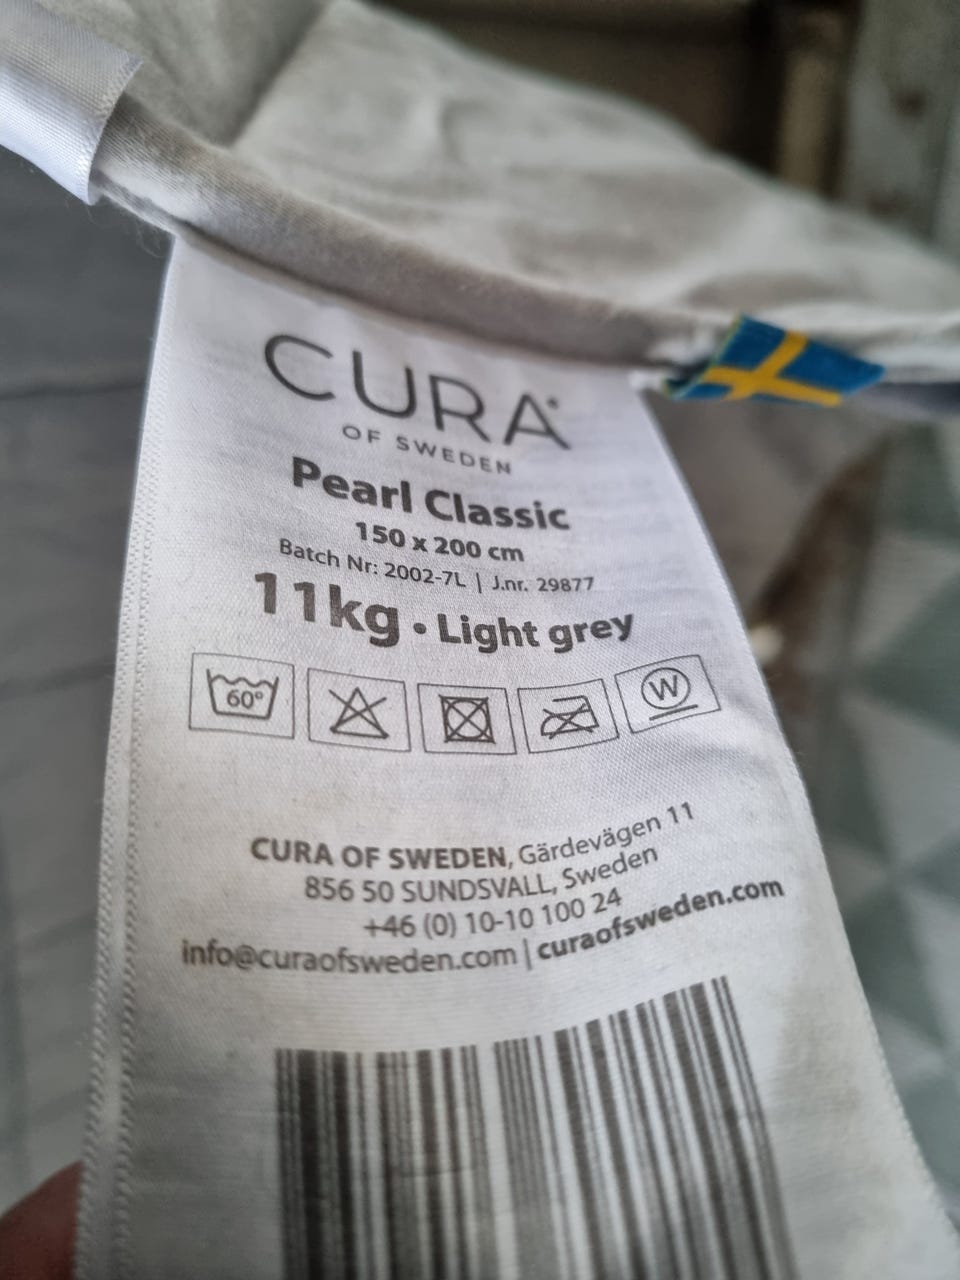 CURA
OF SWEDEN
Pearl Classic
150 x 200 cm
Batch Nr: 2002-7L | J.nr. 29877
11kg • Light grey
60°
W
CURA OF SWEDEN, Gärdevägen 11
856 50 SUNDSVALL, Sweden
+46 (0) 10-10 100 24
info@curaofsweden.com | curaofsweden.com